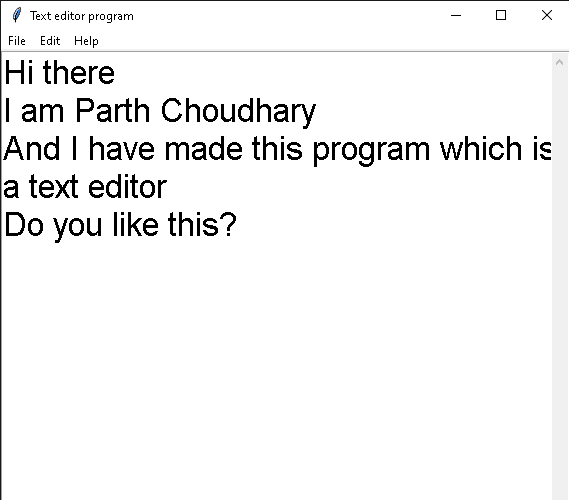 Text editor program
File Edit Help
Hi there
I am Parth Choudhary
And I have made this program which is
a text editor
Do you like this?